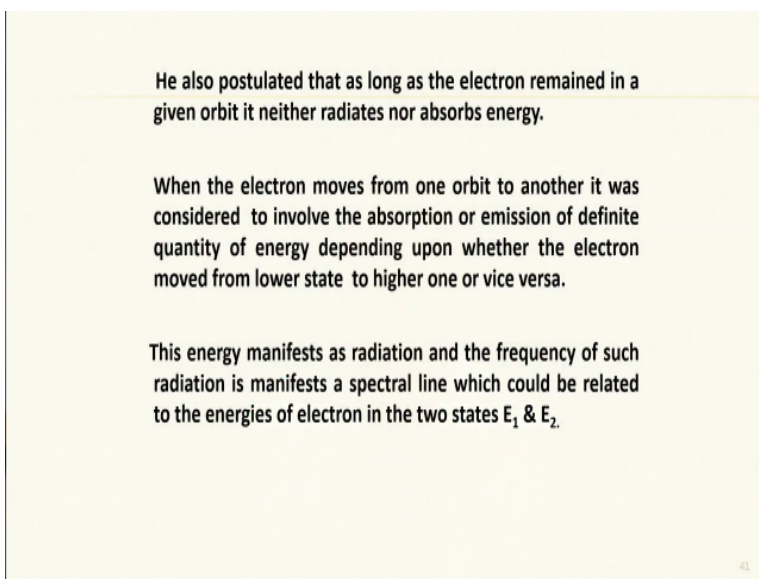 He also postulated that as long as the electron remained in a
given orbit it neither radiates nor absorbs energy.
When the electron moves from one orbit to another it was
considered to involve the absorption or emission of definite
quantity of energy depending upon whether the electron
moved from lower state to higher one or vice versa.
This energy manifests as radiation and the frequency of such
radiation is manifests a spectral line which could be related
to the energies of electron in the two states E₁ & E₂.
41